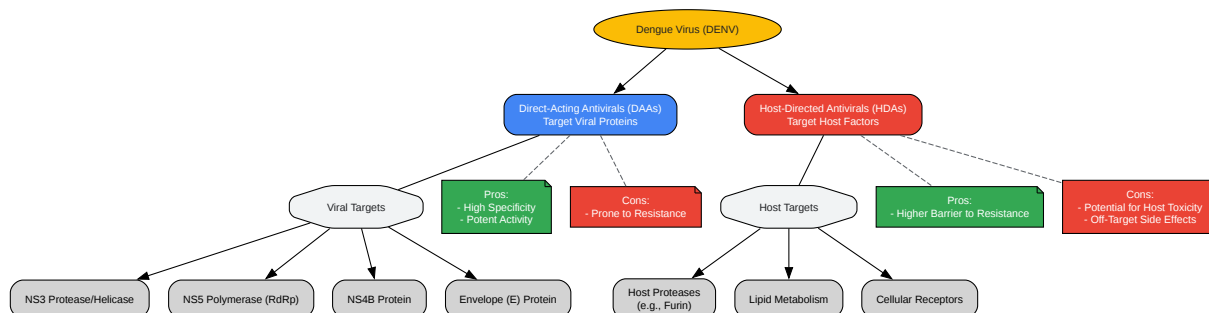 Dengue Virus (DENV)
Direct-Acting Antivirals (DAAs)
Target Viral Proteins
Host-Directed Antivirals (HDAs)
Target Host Factors
Viral Targets
Pros:
- High Specificity
- Potent Activity
Cons:
- Prone to Resistance
Host Targets
Pros:
- Higher Barrier to Resistance
Cons:
- Potential for Host Toxicity
- Off-Target Side Effects
NS3 Protease/Helicase
NS5 Polymerase (RdRp)
NS4B Protein
Envelope (E) Protein
Host Proteases
(e.g., Furin)
Lipid Metabolism
Cellular Receptors